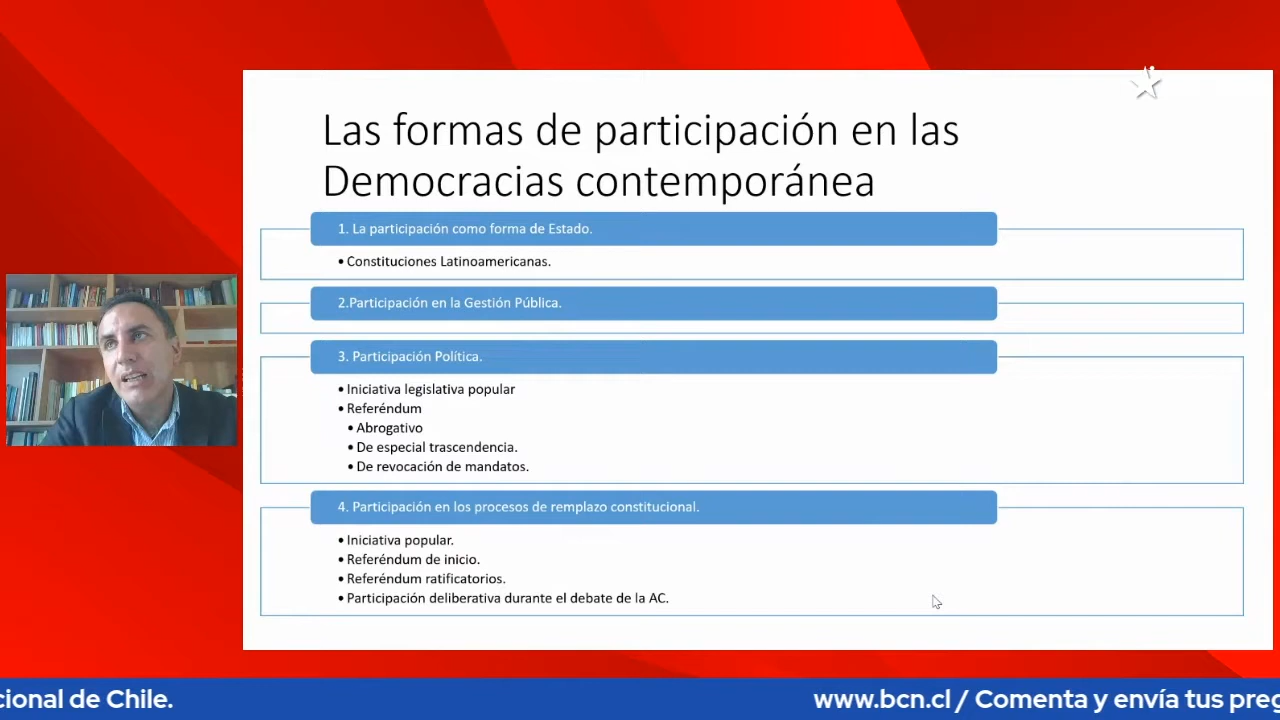 Las formas de participación en las
Democracias contemporánea
1. La participación como forma de Estado.
• Constituciones Latinoamericanas.
2.Participación en la Gestión Pública.
3. Participación Política.
• Iniciativa legislativa popular
• Referéndum
• Abrogativo
• De especial trascendencia.
• De revocación de mandatos.
4. Participación en los procesos de remplazo constitucional.
• Iniciativa popular.
• Referéndum de inicio.
• Referéndum ratificatorios.
• Participación deliberativa durante el debate de la AC.
cional de Chile.
www.bcn.cl / Comenta y envía tus preg